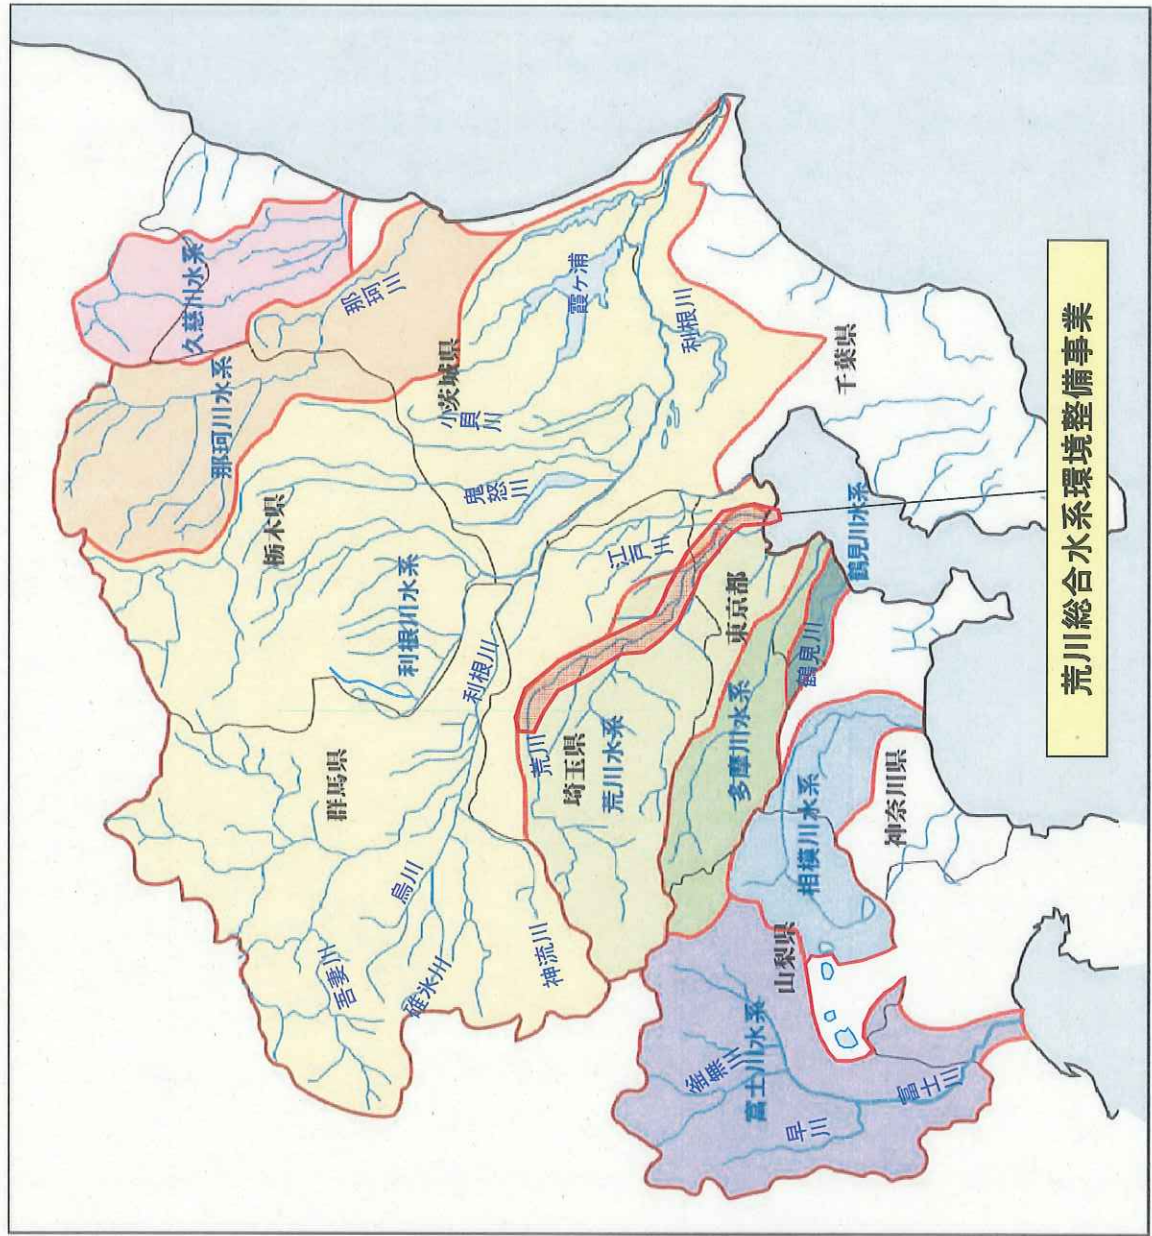 久慈川水系
那珂川
那珂川水系
霞ヶ浦
利根川
茨城県
小貝川
千葉県
鬼怒川
栃木県
江戸川
利根川水系
利根川
東京都
鶴見川水系
鶴見川
群馬県
荒川
埼玉県
荒川水系
多摩川水系
相模川水系
神奈川県
烏川
吾妻川
碓氷川
神流川
山梨県
富士川水系
釜無川
早川
富士川
荒川総合水系環境整備事業